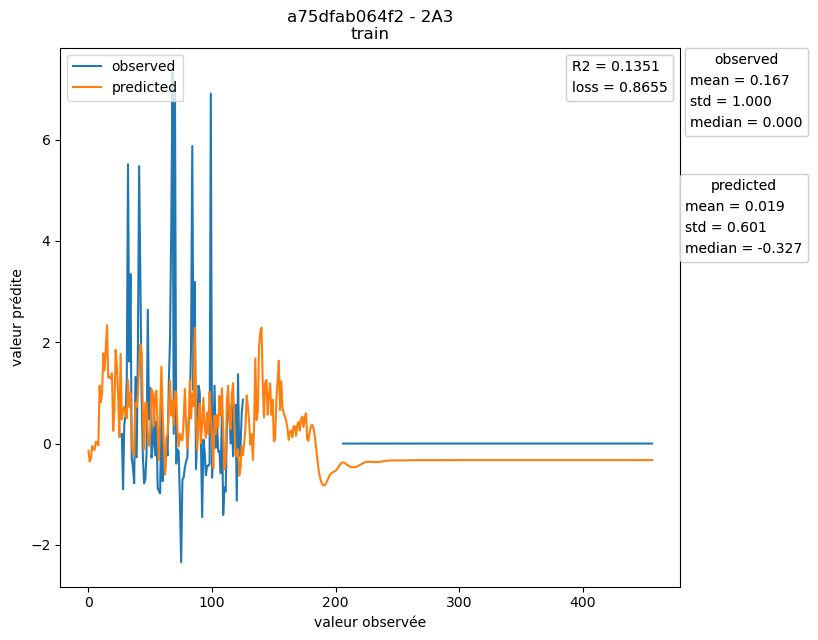 a75dfab064f2 - 2A3
train
observed
predicted
R2 = 0.1351
loss = 0.8655
observed
mean = 0.167
std = 1.000
median = 0.000
predicted
mean = 0.019
std = 0.601
median = -0.327
6
4
2
0
−2
valeur prédite
0
100
200
300
400
valeur observée